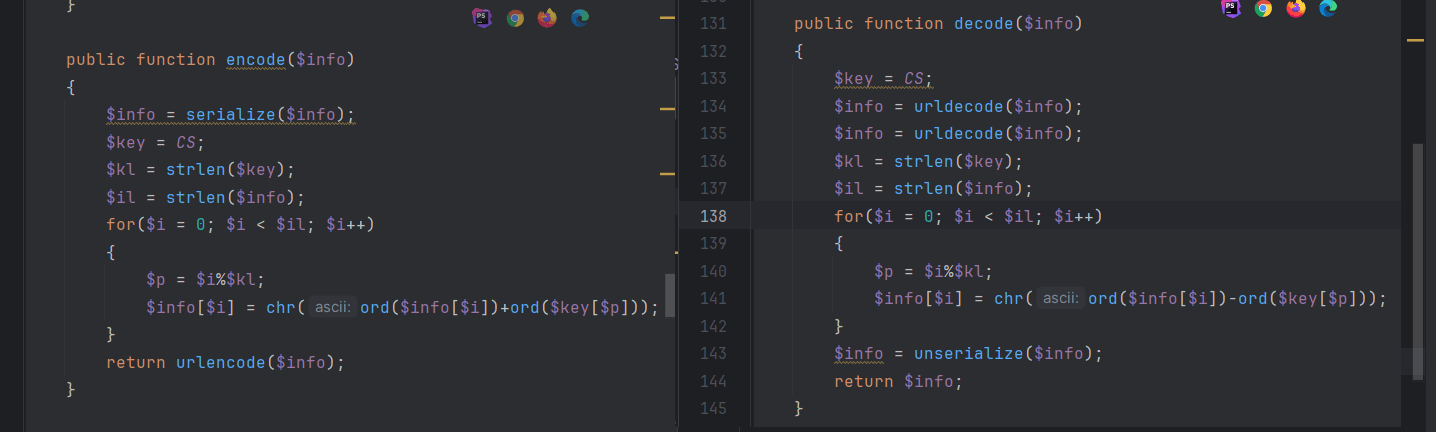 }
public function encode($info)
{
$info = serialize($info);
$key = CS;
$kl = strlen($key);
$il = strlen($info);
for($i = 0; $i < $il; $i++)
{
$p = $i%$kl;
$info[$i] = chr( ascii: ord($info[$i])+ord($key[$p]));
}
return urlencode($info);
}
131 public function decode($info)
132 {
133 $key = CS;
134 $info = urldecode($info);
135 $info = urldecode($info);
136 $kl = strlen($key);
137 $il = strlen($info);
138 for($i = 0; $i < $il; $i++)
139 {
140 $p = $i%$kl;
141 $info[$i] = chr( ascii: ord($info[$i])-ord($key[$p]));
142 }
143 $info = unserialize($info);
144 return $info;
145 }